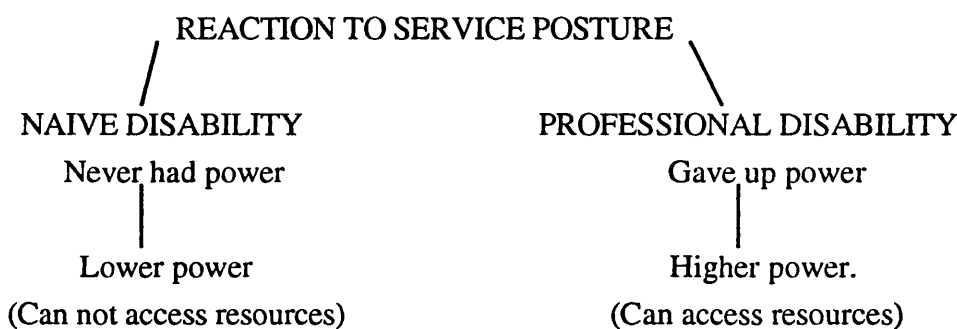 REACTION TO SERVICE POSTURE
NAIVE DISABILITY
Never had power
Lower power
(Can not access resources)
PROFESSIONAL DISABILITY
Gave up power
Higher power.
(Can access resources)